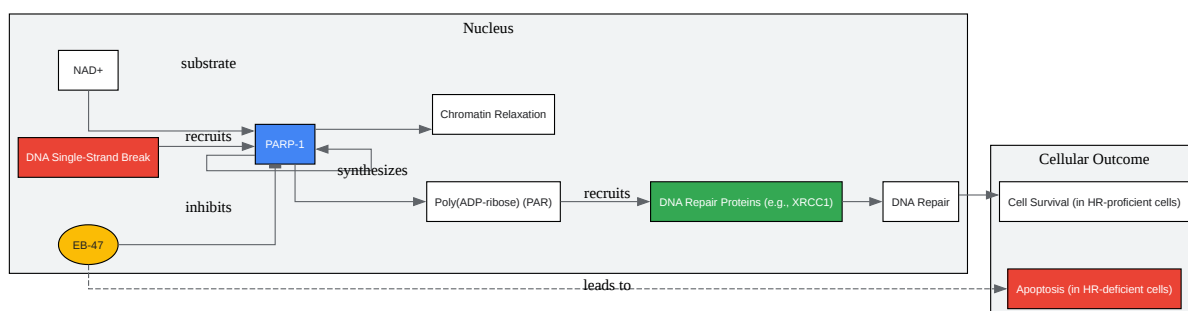 Nucleus
NAD+
substrate
Chromatin Relaxation
recruits
PARP-1
DNA Single-Strand Break
synthesizes
Cellular Outcome
inhibits
Poly(ADP-ribose) (PAR)
recruits
DNA Repair Proteins (e.g., XRCC1)
DNA Repair
Cell Survival (in HR-proficient cells)
EB-47
leads to
Apoptosis (in HR-deficient cells)